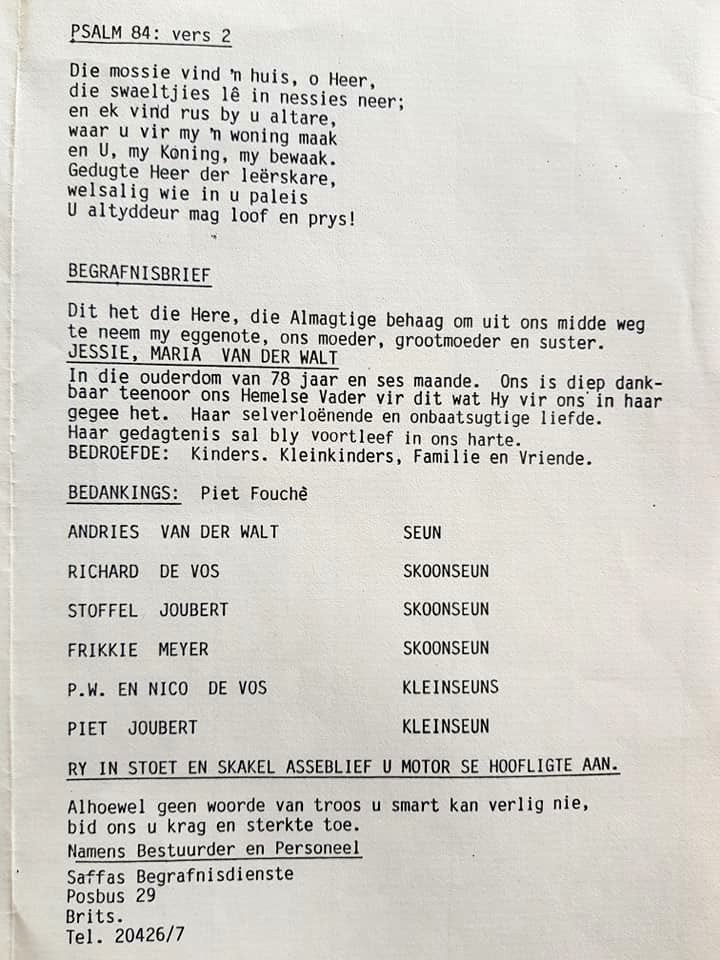 PSALM 84: vers 2
Die mossie vind 'n huis, o Heer,
die swaeltjies lê in nessies neer;
en ek vind rus by u altare,
waar u vir my 'n woning maak
en U, my Koning, my bewaak.
Gedugte Heer der leërskare,
welsalig wie in u paleis
U altyddeur mag loof en prys!
BEGRAFNISBRIEF
Dit het die Here, die Almagtige behaag om uit ons midde weg
te neem my eggenote, ons moeder, grootmoeder en suster.
JESSIE, MARIA VAN DER WALT
In die ouderdom van 78 jaar en ses maande. Ons is diep dank-
baar teenoor ons Hemelse Vader vir dit wat Hy vir ons in haar
gegee het. Haar selverloënende en onbaatsugtige liefde.
Haar gedagtenis sal bly voortleef in ons harte.
BEDROEFDE: Kinders. Kleinkinders, Familie en Vriende.
BEDANKINGS: Piet Fouchè
ANDRIES VAN DER WALT SEUN
RICHARD DE VOS SKOONSEUN
STOFFEL JOUBERT SKOONSEUN
FRIKKIE MEYER SKOONSEUN
P.W. EN NICO DE VOS KLEINSEUNS
PIET JOUBERT KLEINSEUN
RY IN STOET EN SKAKEL ASSEBLIEF U MOTOR SE HOOFLIGTE AAN.
Alhoewel geen woorde van troos u smart kan verlig nie,
bid ons u krag en sterkte toe.
Namens Bestuurder en Personeel
Saffas Begrafnisdienste
Posbus 29
Brits.
Tel. 20426/7